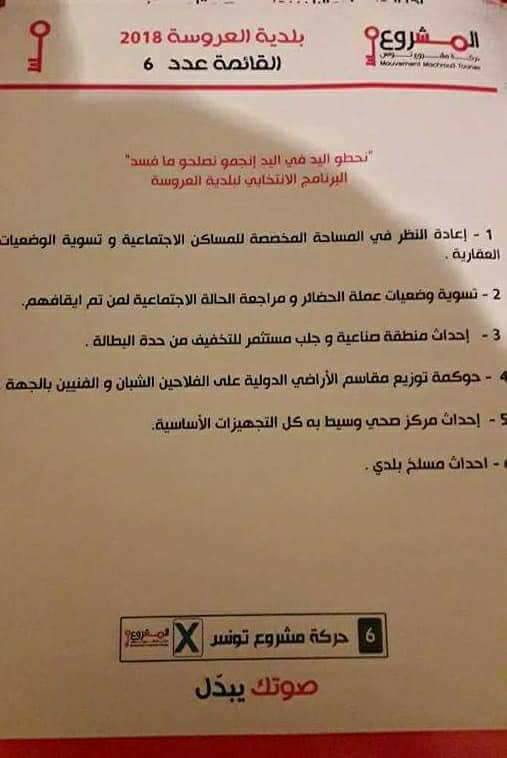 المشروع
حركة مشروع تونس
Mouvement Machrouû Tounes
بلدية العروسة 2018
القائمة عدد 6
"نحطو اليد في اليد إنجمو نصلحو ما فسد"
البرنامج الانتخابي لبلدية العروسة
1 - إعادة النظر في المساحة المخصصة للمساكن الاجتماعية و تسوية الوضعيات
العقارية .
2 - تسوية وضعيات عملة الحضائر و مراجعة الحالة الاجتماعية لمن تم ايقافهم.
3 - إحداث منطقة صناعية و جلب مستثمر للتخفيف من حدة البطالة .
4 - حوكمة توزيع مقاسم الأراضي الدولية على الفلاحين الشبان و الفنيين بالجهة .
5 - إحداث مركز صحي وسيط به كل التجهيزات الأساسية.
- احداث مسلخ بلدي .
6 حركة مشروع تونس X المشروع
صوتك يبدّل